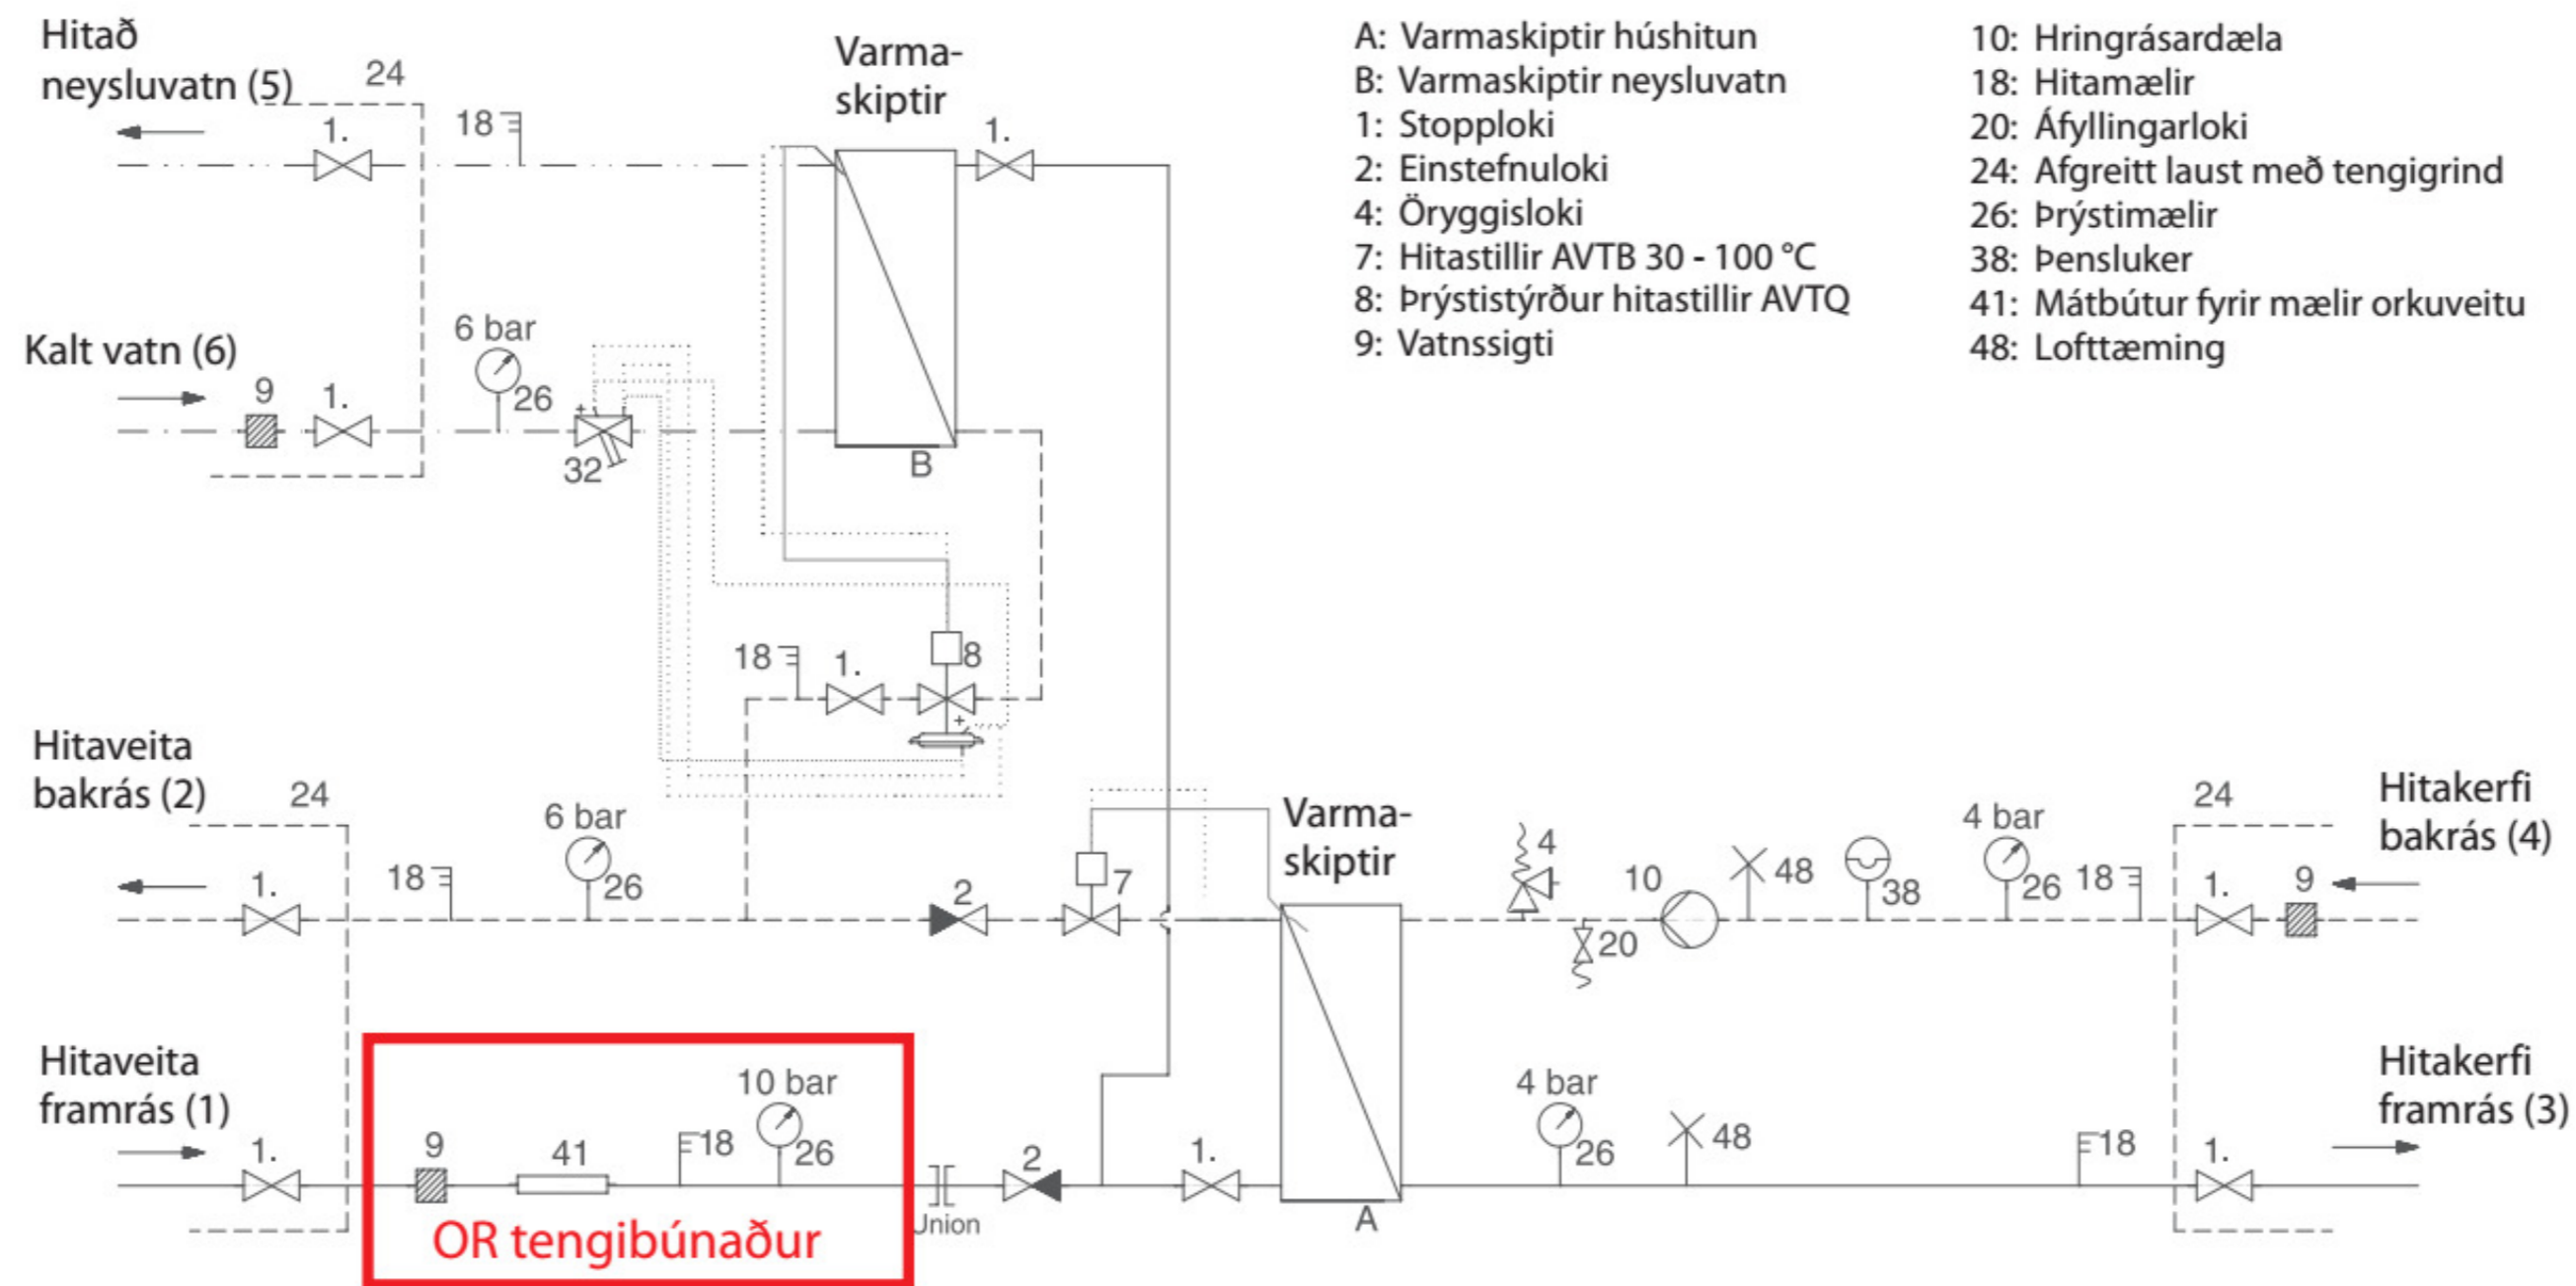 Hitað
neysluvatn (5)
24
1.
18
Varma-
skiptir
1.
Kalt vatn (6)
9
1.
6 bar
26
+
32
B
18
1.
8
+
Hitaveita
bakrás (2)
24
1.
18
6 bar
26
2
7
Varma-
skiptir
4
20
10
48
38
4 bar
26
18
24
1.
9
Hitakerfi
bakrás (4)
Hitaveita
framrás (1)
1.
9
41
18
10 bar
26
OR tengibúnaður
Union
2
1.
A
4 bar
26
48
18
1.
Hitakerfi
framrás (3)
A: Varmaskiptir húshitun
B: Varmaskiptir neysluvatn
1: Stopploki
2: Einstefnuloki
4: Öryggisloki
7: Hitastillir AVTB 30 - 100 °C
8: Þrýstistýrður hitastillir AVTQ
9: Vatnssigti
10: Hringrásardæla
18: Hitamælir
20: Áfyllingarloki
24: Afgreitt laust með tengigrind
26: Þrýstimælir
38: Þensluker
41: Mátbútur fyrir mælir orkuveitu
48: Lofttæming